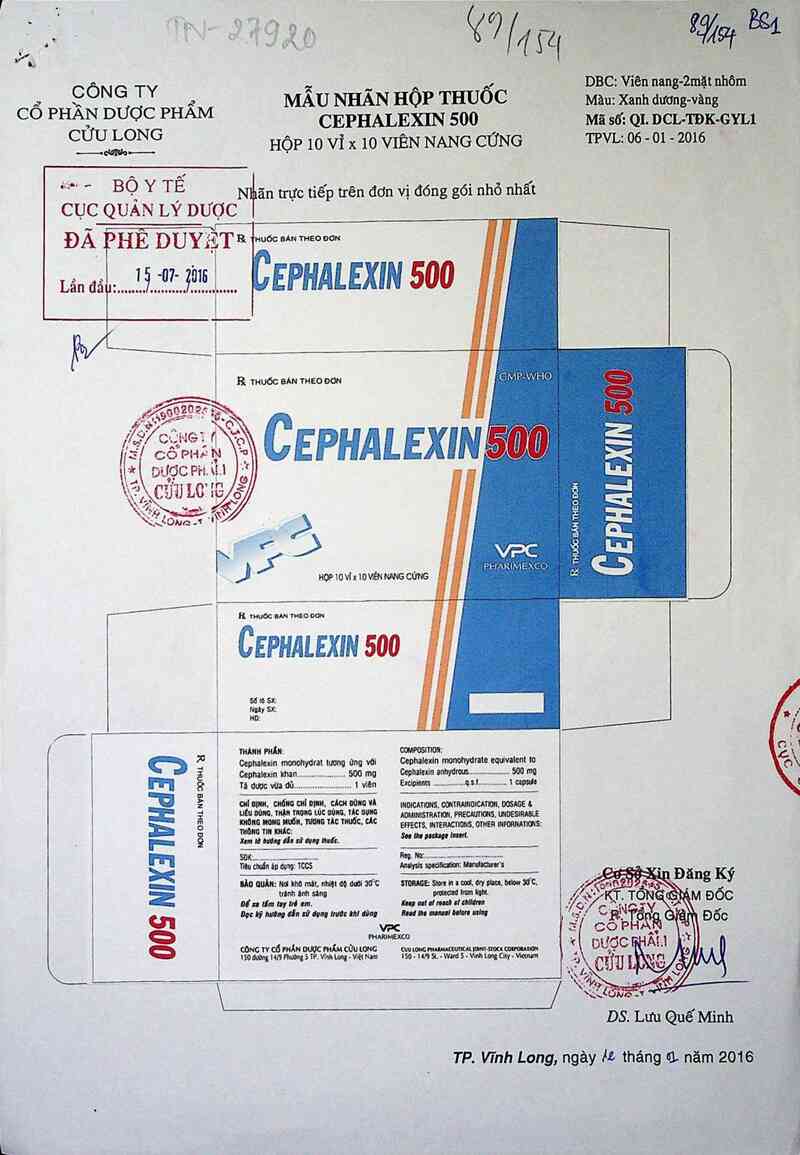 TN-27920
89/154
89/154 BS1
CÔNG TY
CỔ PHẦN DƯỢC PHẨM
CỬU LONG
MẪU NHÃN HỘP THUỐC
CEPHALEXIN 500
HỘP 10 VỈ x 10 VIÊN NANG CỨNG
DBC: Viên nang-2mặt nhôm
Màu: Xanh dương-vàng
Mã số: QI. DCL-TĐK-GYL1
TPVL: 06 - 01 - 2016
BỘ Y TẾ
CỤC QUẢN LÝ DƯỢC
ĐÃ PHÊ DUYỆT
Lần đầu: 15 -07- 2016
Nhãn trực tiếp trên đơn vị đóng gói nhỏ nhất
℞ THUỐC BÁN THEO ĐƠN
CEPHALEXIN 500
℞ THUỐC BÁN THEO ĐƠN
GMP-WHO
CEPHALEXIN 500
VPC
VPC
PHARIMEXCO
HỘP 10 VỈ x 10 VIÊN NANG CỨNG
℞ THUỐC BÁN THEO ĐƠN
CEPHALEXIN 500
CÔNG T
CỔ PHẦN
DƯỢC PH
CỬU LONG
TP. VĨNH LONG - T. VĨNH LONG
℞ THUỐC BÁN THEO ĐƠN
CEPHALEXIN 500
Số lô SX:
Ngày SX:
HD:
℞ THUỐC BÁN THEO ĐƠN
CEPHALEXIN 500
THÀNH PHẦN:
Cephalexin monohydrat tương ứng với
Cephalexin khan.................... 500 mg
Tá dược vừa đủ.................... 1 viên
CHỈ ĐỊNH, CHỐNG CHỈ ĐỊNH, CÁCH DÙNG VÀ
LIỀU DÙNG, THẬN TRỌNG LÚC DÙNG, TÁC DỤNG
KHÔNG MONG MUỐN, TƯƠNG TÁC THUỐC, CÁC
THÔNG TIN KHÁC:
Xem tờ hướng dẫn sử dụng thuốc.
SĐK:....................
Tiêu chuẩn áp dụng: TCCS
BẢO QUẢN: Nơi khô mát, nhiệt độ dưới 30°C
tránh ánh sáng
Để xa tầm tay trẻ em.
Đọc kỹ hướng dẫn sử dụng trước khi dùng
COMPOSITION:
Cephalexin monohydrate equivalent to
Cephalexin anhydrous.................... 500 mg
Excipients .......... q.s.f. .......... 1 capsule
INDICATIONS, CONTRAINDICATION, DOSAGE &
ADMINISTRATION, PRECAUTIONS, UNDESIRABLE
EFFECTS, INTERACTIONS, OTHER INFORMATIONS:
See the package insert.
Reg. No:....................
Analysis specification: Manufacturer's
STORAGE: Store in a cool, dry place, below 30°C,
protected from light.
Keep out of reach of children
Read the manual before using
VPC
PHARIMEXCO
CÔNG TY CỔ PHẦN DƯỢC PHẨM CỬU LONG
150 đường 14/9 Phường 5 TP. Vĩnh Long - Việt Nam
CUU LONG PHARMACEUTICAL JOINT-STOCK CORPORATION
150 - 14/9 St. - Ward 5 - Vinh Long City - Vietnam
Cơ Sở Xin Đăng Ký
KT. TỔNG GIÁM ĐỐC
P. Tổng Giám Đốc
CÔNG TY
CỔ PHẦN
DƯỢC PHẨM
CỬU LONG
DS. Lưu Quế Minh
TP. Vĩnh Long, ngày 12 tháng 01 năm 2016